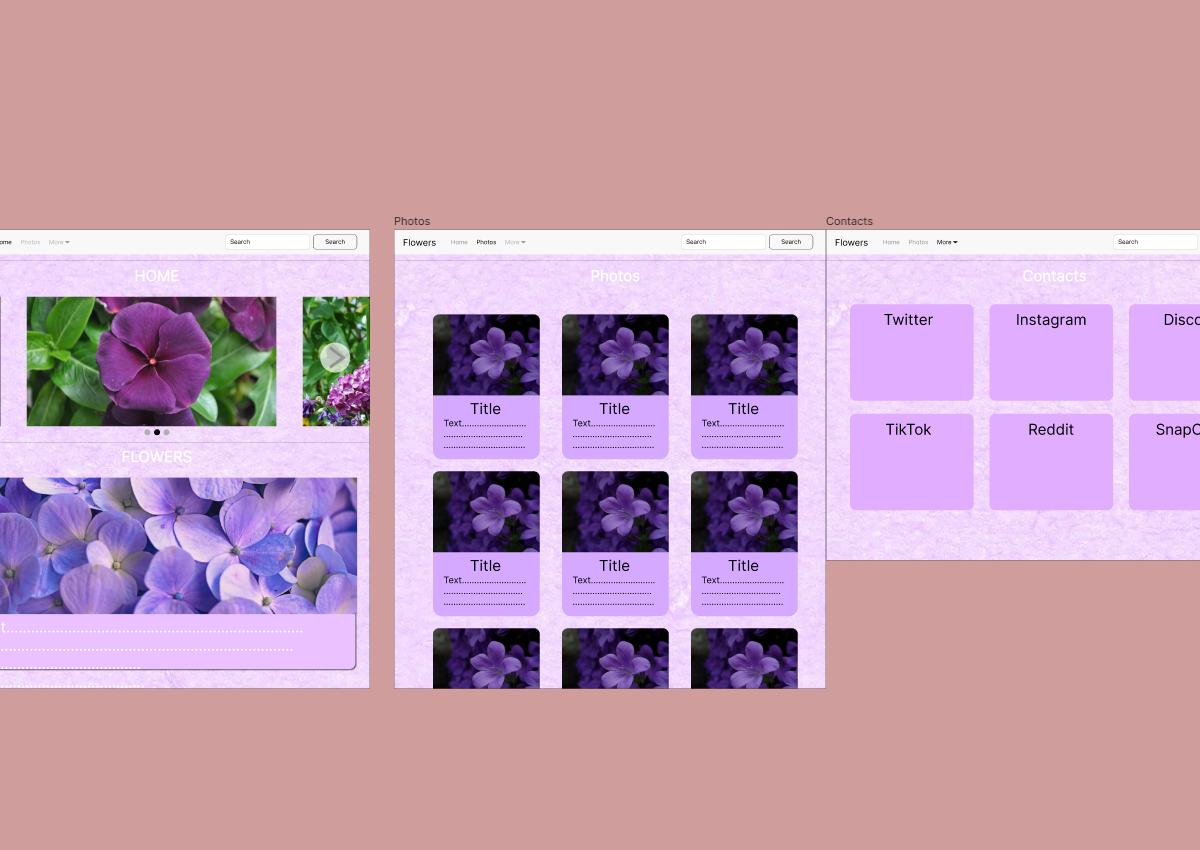 ome Photos More Search Search
HOME
FLOWERS
t..........................................................................................
.............................................................................................
...........................................
...........................................
Photos
Flowers Home Photos More Search Search
Photos
Title Title Title
Text....................... Text....................... Text.......................
............................ ............................ ............................
............................. ............................. .............................
Title Title Title
Text....................... Text....................... Text.......................
............................ ............................ ............................
............................. ............................. .............................
Contacts
Flowers Home Photos More Search
Contacts
Twitter Instagram Disco
TikTok Reddit SnapC